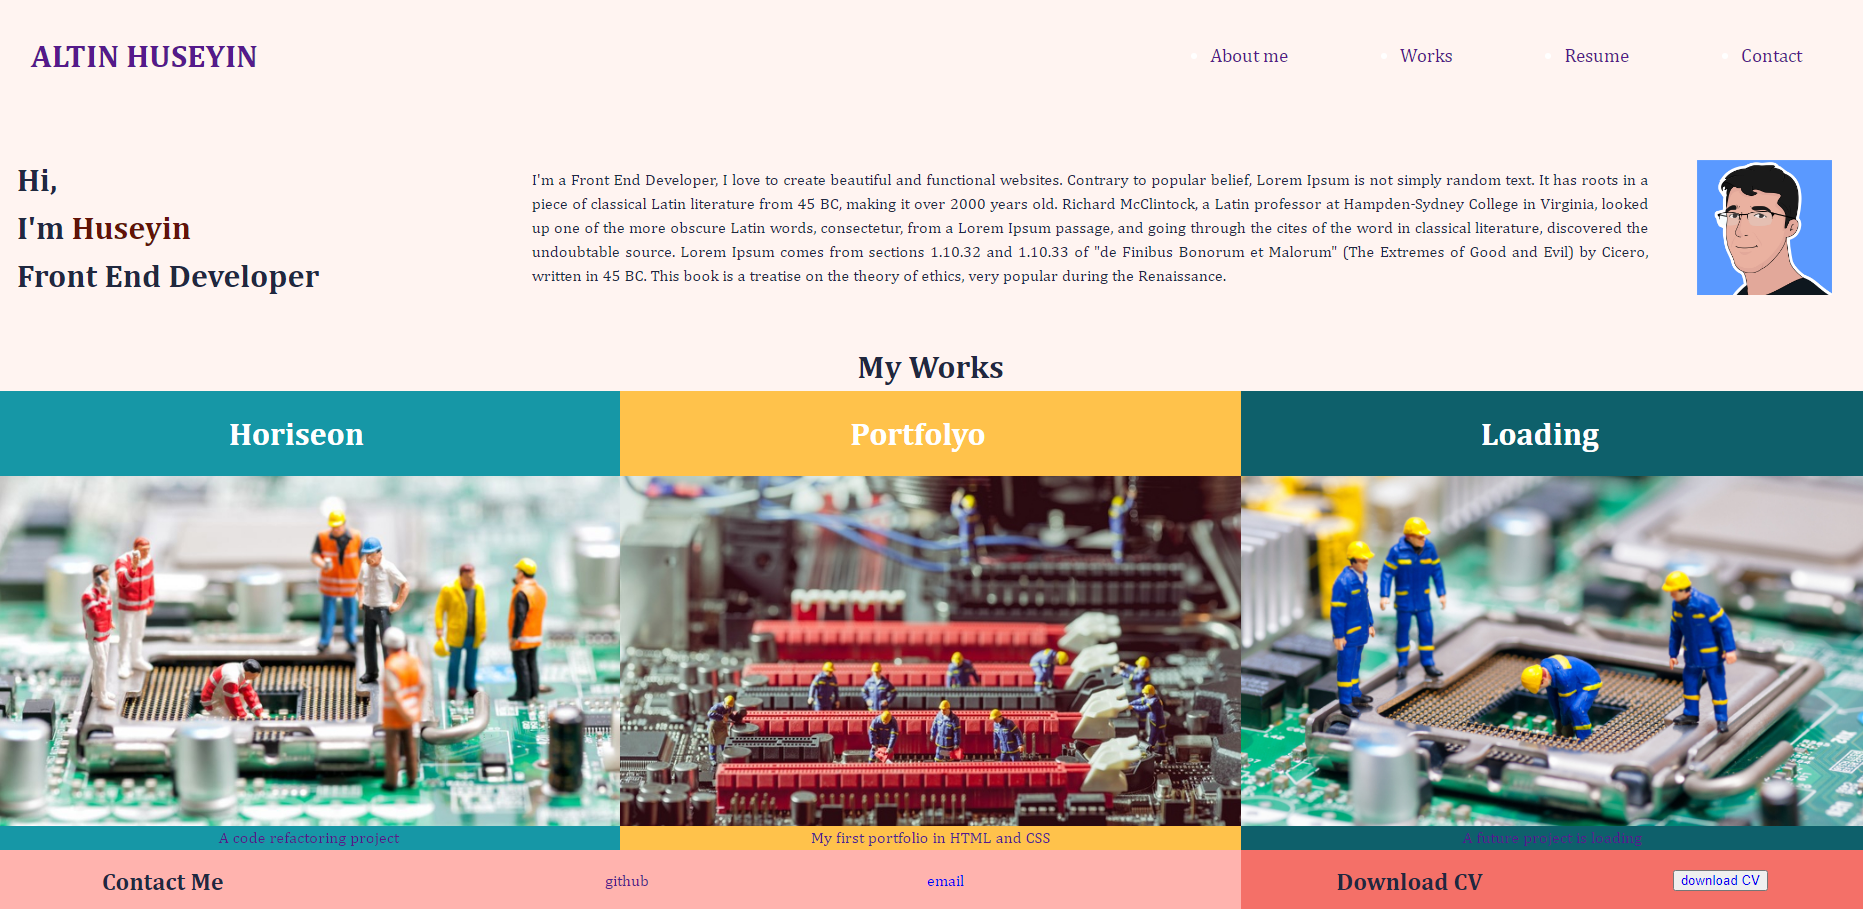 ALTIN HUSEYIN
About me
Works
Resume
Contact
Hi,
I'm Huseyin
Front End Developer
I'm a Front End Developer, I love to create beautiful and functional websites. Contrary to popular belief, Lorem Ipsum is not simply random text. It has roots in a
piece of classical Latin literature from 45 BC, making it over 2000 years old. Richard McClintock, a Latin professor at Hampden-Sydney College in Virginia, looked
up one of the more obscure Latin words, consectetur, from a Lorem Ipsum passage, and going through the cites of the word in classical literature, discovered the
undoubtable source. Lorem Ipsum comes from sections 1.10.32 and 1.10.33 of "de Finibus Bonorum et Malorum" (The Extremes of Good and Evil) by Cicero,
written in 45 BC. This book is a treatise on the theory of ethics, very popular during the Renaissance.
My Works
Horiseon
Portfolyo
Loading
A code refactoring project
My first portfolio in HTML and CSS
A future project is loading
Contact Me
github
email
Download CV
download CV